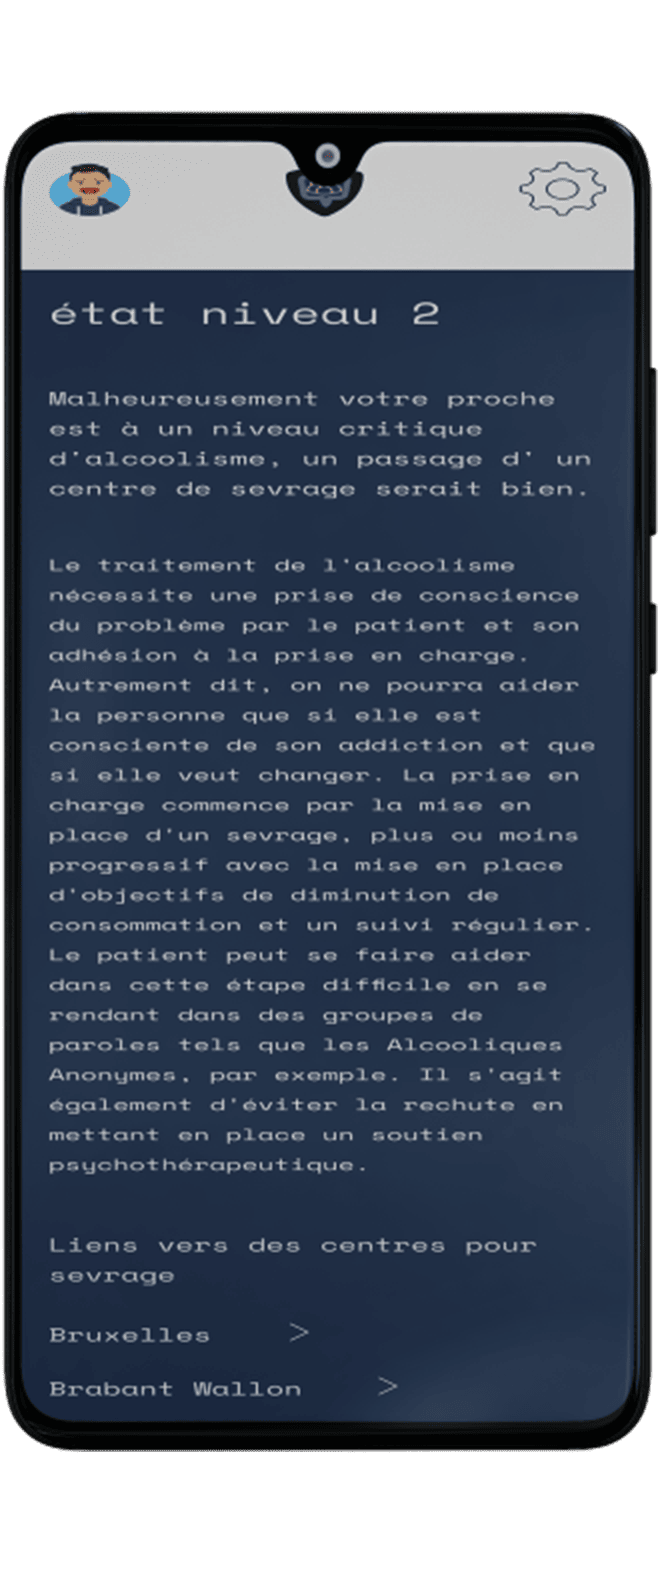 état niveau 2
Malheureusement votre proche
est à un niveau critique
d'alcoolisme, un passage d' un
centre de sevrage serait bien.
Le traitement de l'alcoolisme
nécessite une prise de conscience
du problème par le patient et son
adhésion à la prise en charge.
Autrement dit, on ne pourra aider
la personne que si elle est
consciente de son addiction et que
si elle veut changer. La prise en
charge commence par la mise en
place d'un sevrage, plus ou moins
progressif avec la mise en place
d'objectifs de diminution de
consommation et un suivi régulier.
Le patient peut se faire aider
dans cette étape difficile en se
rendant dans des groupes de
paroles tels que les Alcooliques
Anonymes, par exemple. Il s'agit
également d'éviter la rechute en
mettant en place un soutien
psychothérapeutique.
Liens vers des centres pour
sevrage
Bruxelles >
Brabant Wallon >